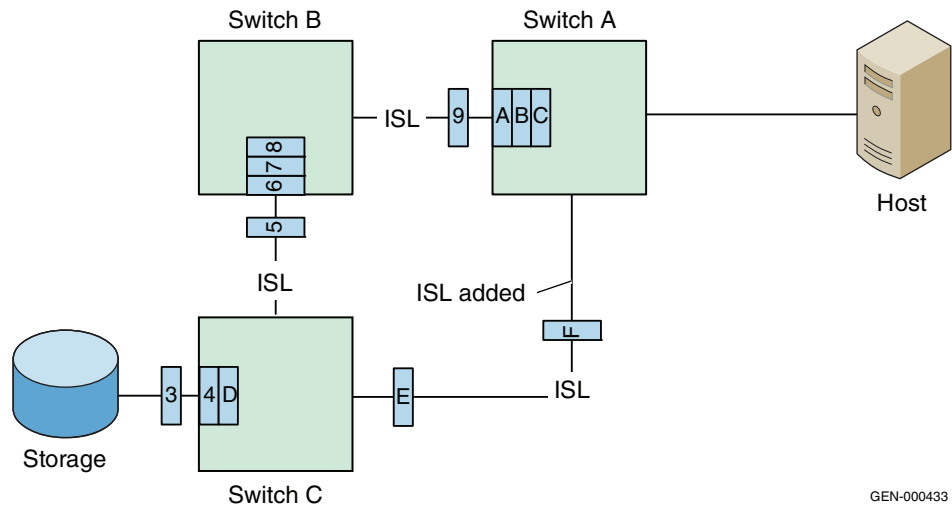 Switch B
Switch A
ISL
9
A B C
8
7
6
5
Host
ISL
ISL added
F
3
4 D
E
ISL
Storage
Switch C
GEN-000433